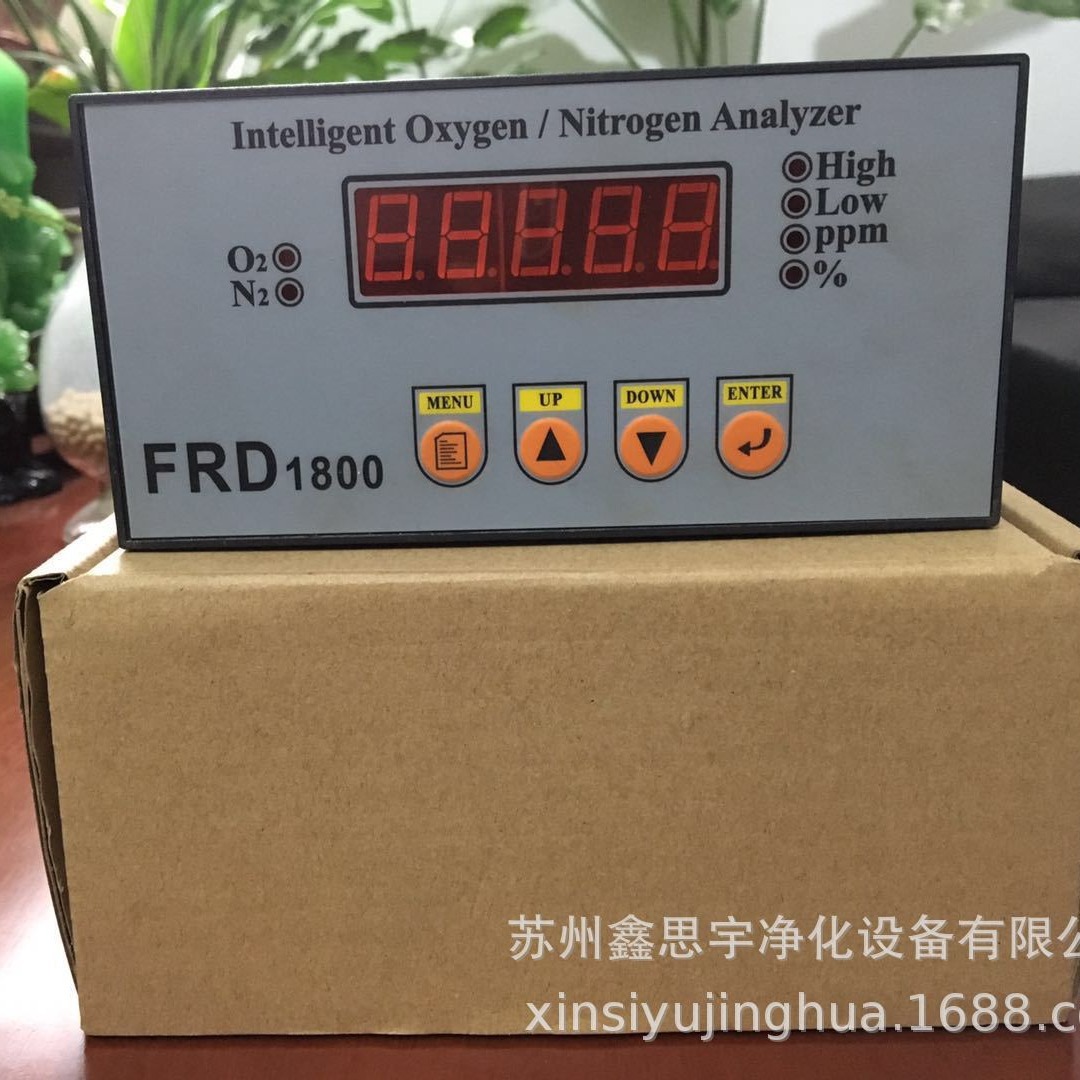 Intelligent Oxygen / Nitrogen Analyzer
High
Low
ppm
%
O2
N2
MENU
UP
DOWN
ENTER
FRD1800
苏州鑫思宇净化设备有限公
xinsiyujinghua.1688.c